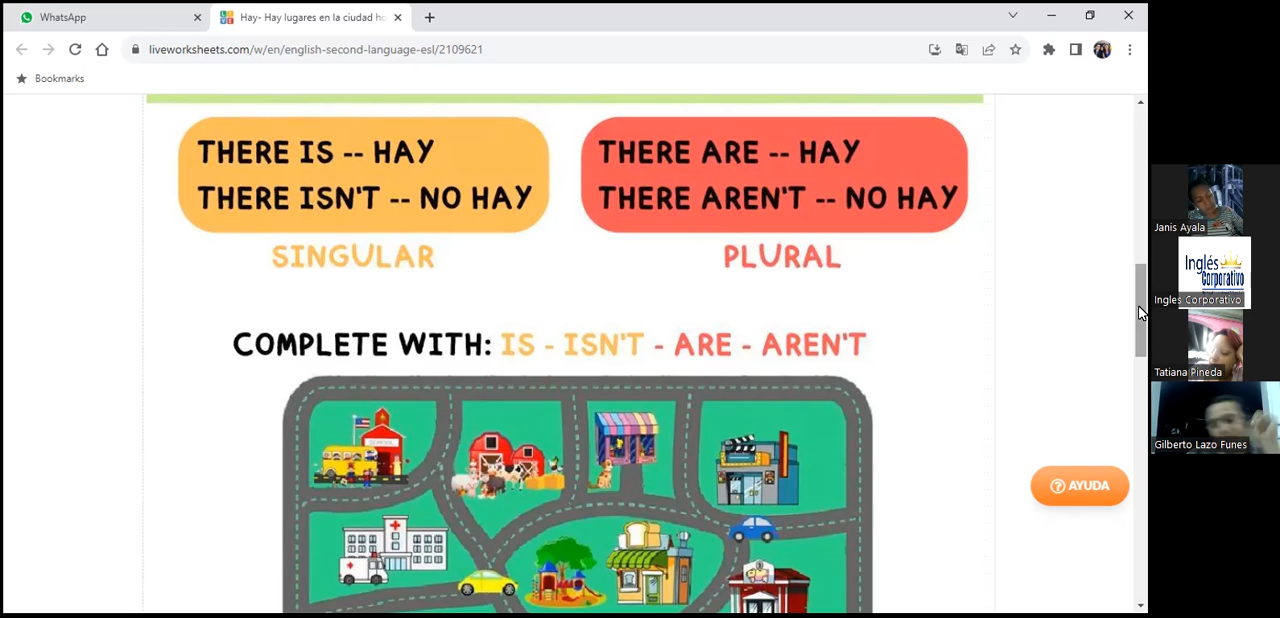 WhatsApp
Hay- Hay lugares en la ciudad ho
liveworksheets.com/w/en/english-second-language-esl/2109621
Bookmarks
THERE IS -- HAY
THERE ISN'T -- NO HAY
SINGULAR
THERE ARE -- HAY
THERE AREN'T -- NO HAY
PLURAL
COMPLETE WITH: IS - ISN'T - ARE - AREN'T
SCHOOL
AYUDA
Janis Ayala
Inglés
Corporativo
Ingles Corporativo
Tatiana Pineda
Gilberto Lazo Funes